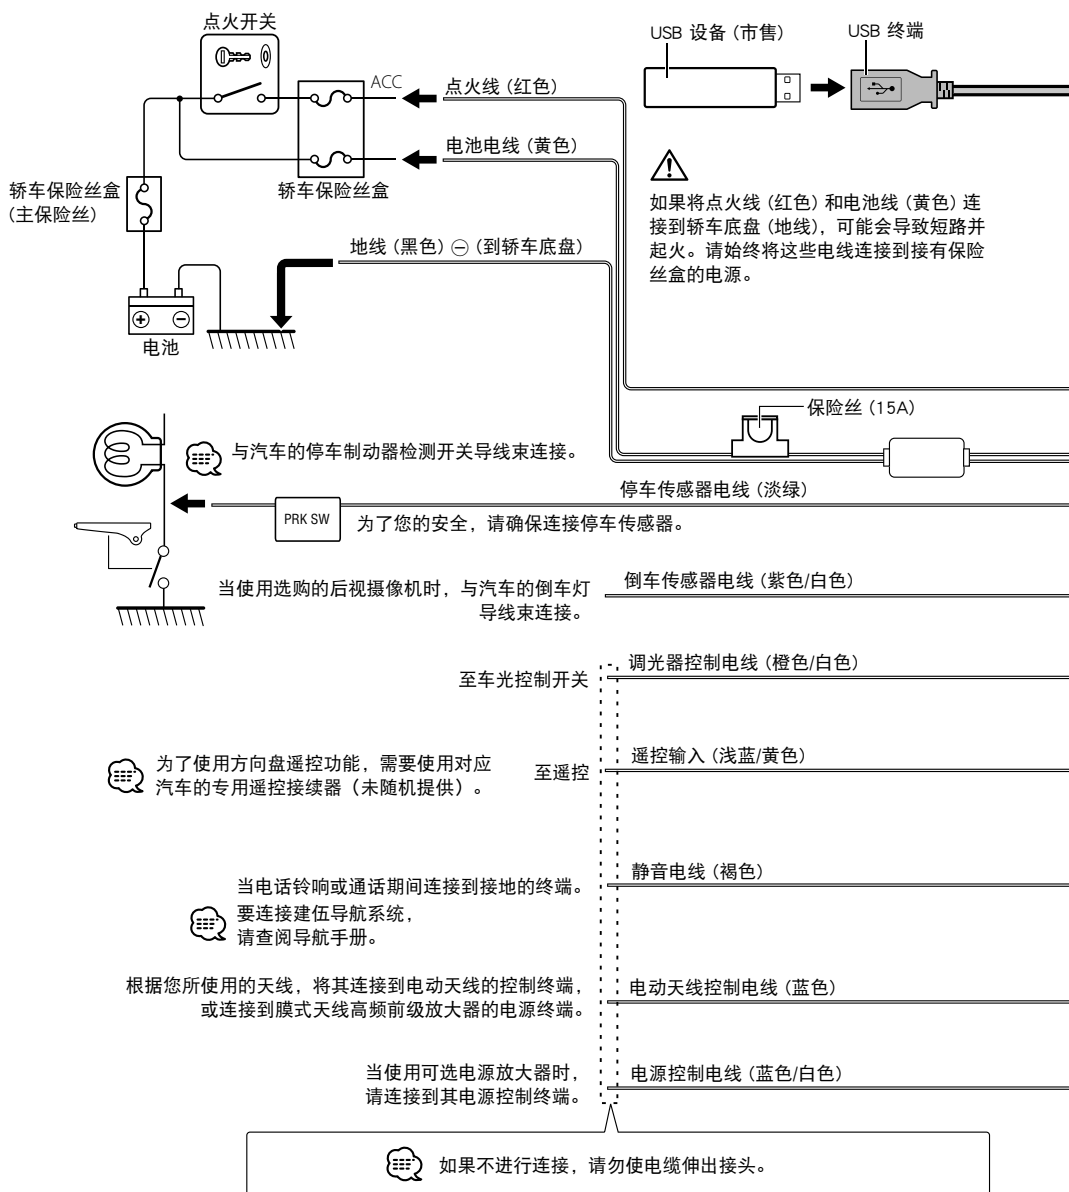 点火开关
USB 设备 (市售)
USB 终端
ACC
点火线 (红色)
电池电线 (黄色)
轿车保险丝盒
(主保险丝)
轿车保险丝盒
如果将点火线 (红色) 和电池线 (黄色) 连
接到轿车底盘 (地线)，可能会导致短路并
起火。请始终将这些电线连接到接有保险
丝盒的电源。
地线 (黑色) ⊖ (到轿车底盘)
⊕ ⊖
电池
保险丝 (15A)
与汽车的停车制动器检测开关导线束连接。
停车传感器电线 (淡绿)
PRK SW
为了您的安全，请确保连接停车传感器。
当使用选购的后视摄像机时，与汽车的倒车灯
导线束连接。
倒车传感器电线 (紫色/白色)
至车光控制开关
调光器控制电线 (橙色/白色)
为了使用方向盘遥控功能，需要使用对应
汽车的专用遥控接续器（未随机提供）。
至遥控
遥控输入 (浅蓝/黄色)
当电话铃响或通话期间连接到接地的终端。
静音电线 (褐色)
要连接建伍导航系统，
请查阅导航手册。
根据您所使用的天线，将其连接到电动天线的控制终端，
或连接到膜式天线高频前级放大器的电源终端。
电动天线控制电线 (蓝色)
当使用可选电源放大器时，
请连接到其电源控制终端。
电源控制电线 (蓝色/白色)
如果不进行连接，请勿使电缆伸出接头。